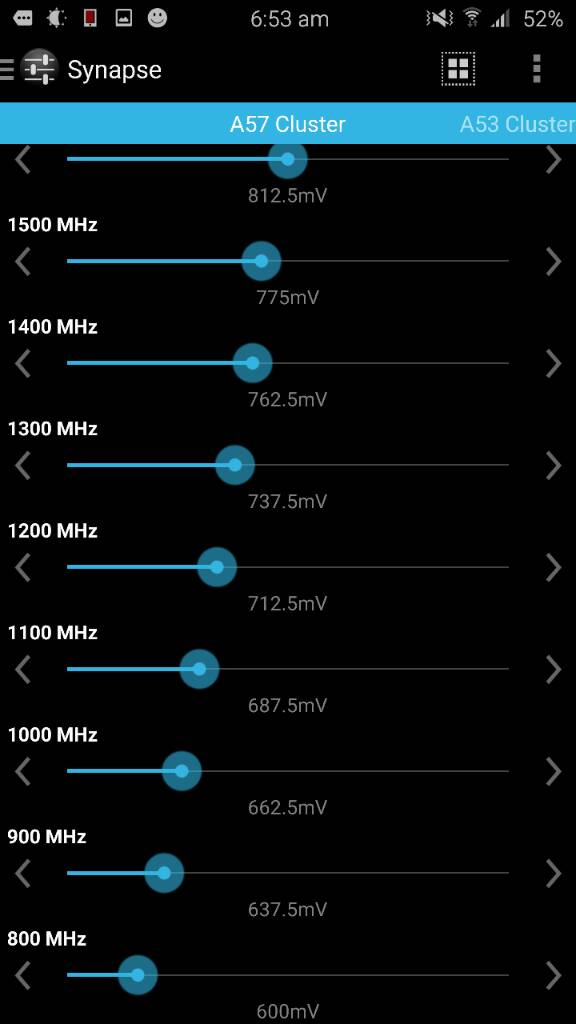 6:53 am
52%
Synapse
A57 Cluster
A53 Cluster
812.5mV
1500 MHz
775mV
1400 MHz
762.5mV
1300 MHz
737.5mV
1200 MHz
712.5mV
1100 MHz
687.5mV
1000 MHz
662.5mV
900 MHz
637.5mV
800 MHz
600mV